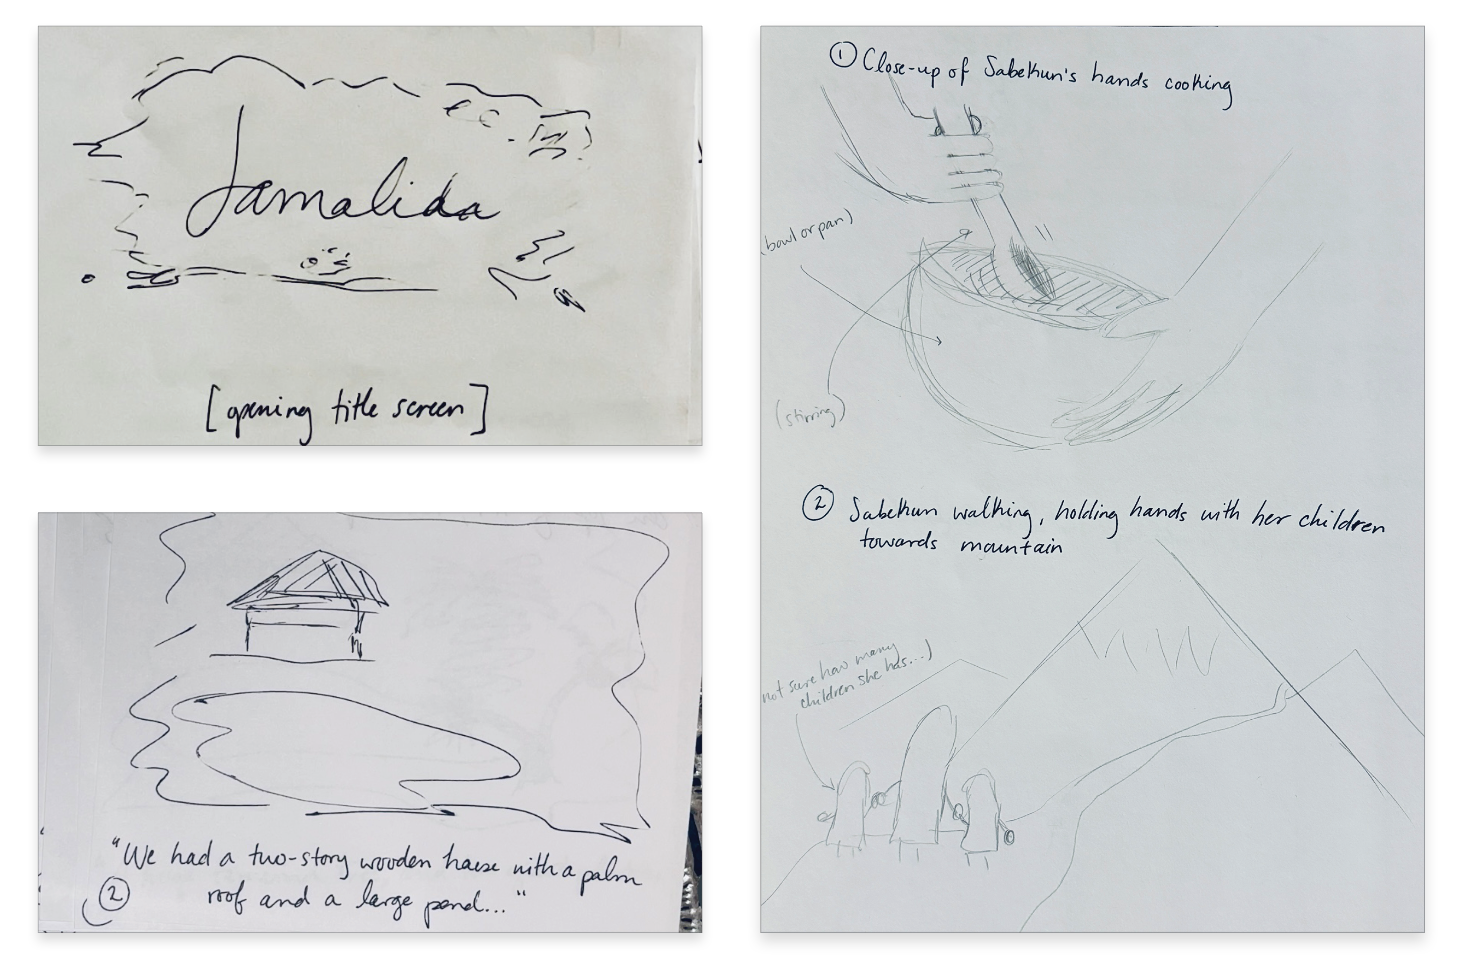 Jamalida
[opening title screen]
"We had a two-story wooden house with a palm
② roof and a large pond..."
① Close-up of Sabekun's hands cooking
(bowl or pan)
(stirring)
② Sabekun walking, holding hands with her children
towards mountain
not sure how many
children she has...)